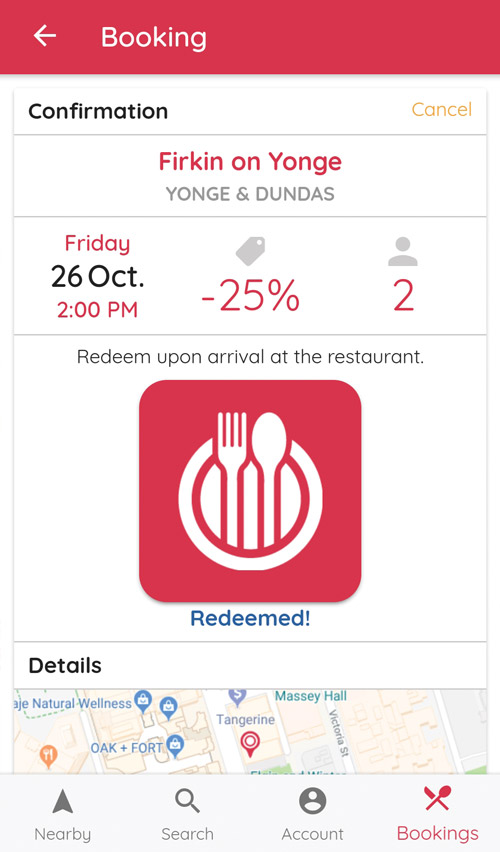 Booking
Confirmation
Cancel
Firkin on Yonge
YONGE & DUNDAS
Friday
26 Oct.
2:00 PM
-25%
2
Redeem upon arrival at the restaurant.
Redeemed!
Details
aje Natural Wellness
Massey Hall
Tangerine
Victoria St
OAK + FORT
Nearby
Search
Account
Bookings